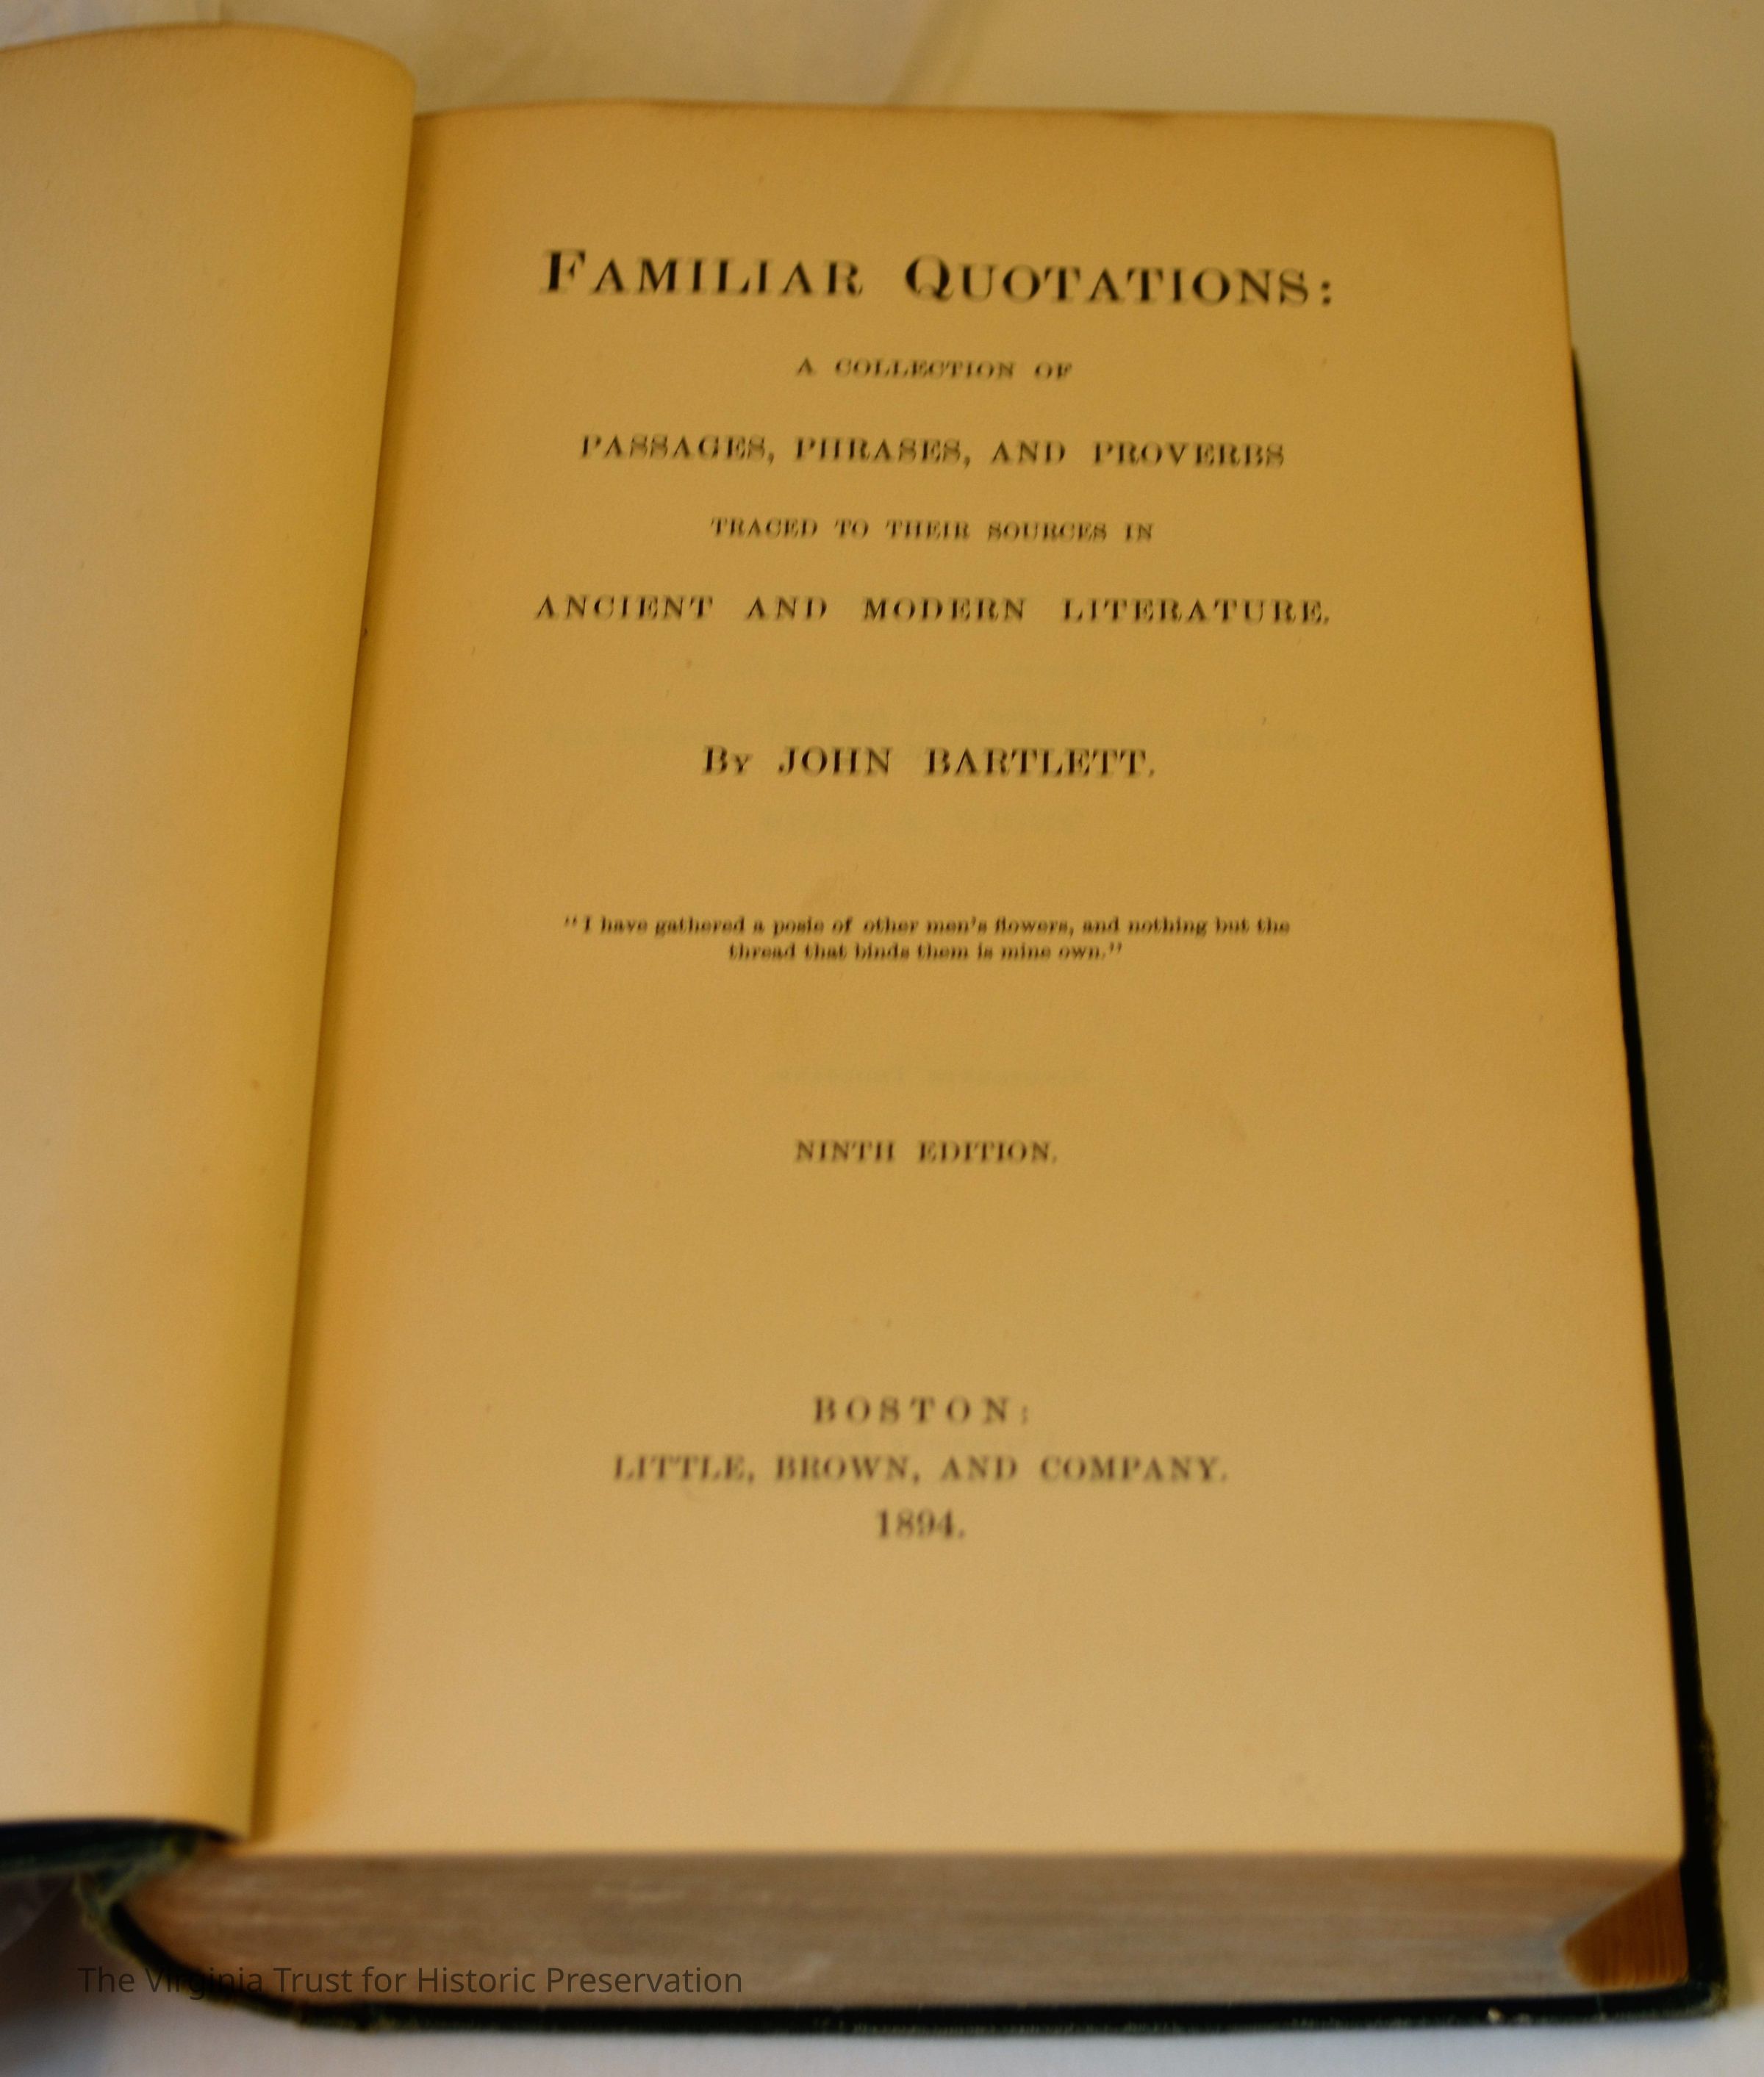 FAMILIAR QUOTATIONS:
A COLLECTION OF
PASSAGES, PHRASES, AND PROVERBS
TRACED TO THEIR SOURCES IN
ANCIENT AND MODERN LITERATURE.
BY JOHN BARTLETT.
"I have gathered a posie of other men's flowers, and nothing but the
thread that binds them is mine own."
NINTH EDITION.
BOSTON:
LITTLE, BROWN, AND COMPANY.
1894.
The Virginia Trust for Historic Preservation